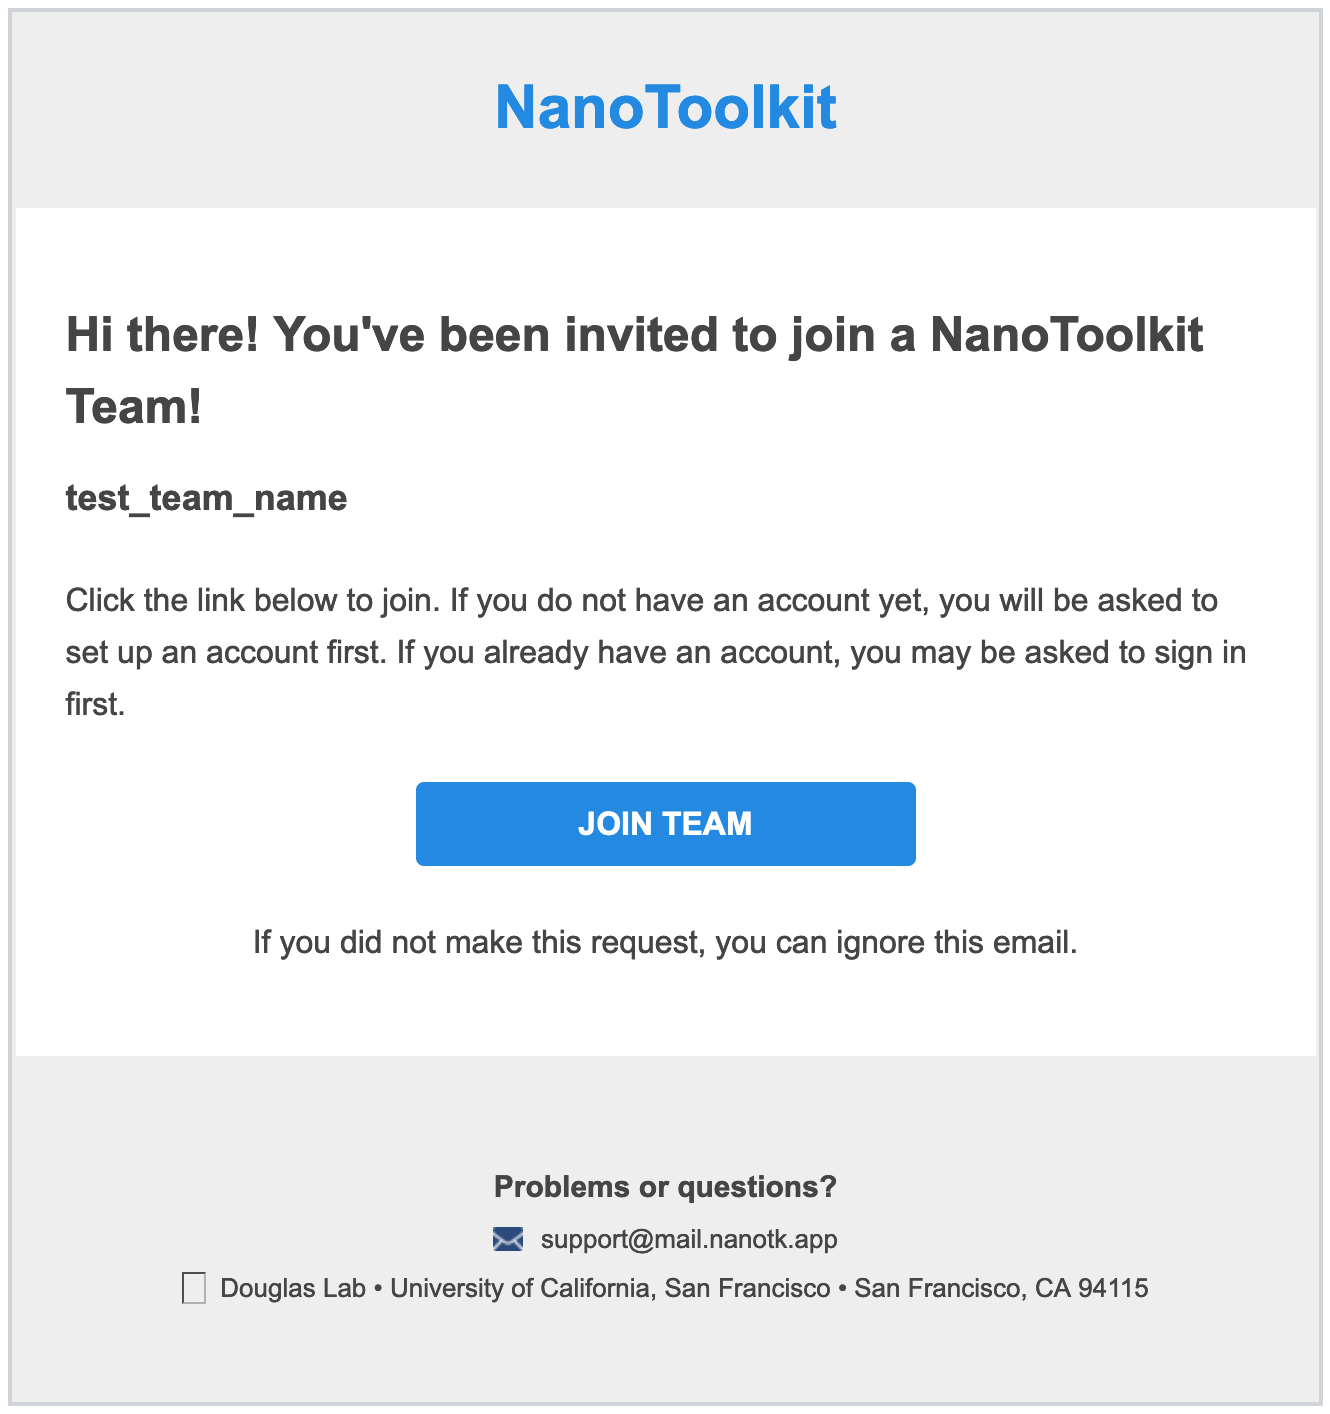 NanoToolkit
Hi there! You've been invited to join a NanoToolkit
Team!
test_team_name
Click the link below to join. If you do not have an account yet, you will be asked to
set up an account first. If you already have an account, you may be asked to sign in
first.
JOIN TEAM
If you did not make this request, you can ignore this email.
Problems or questions?
support@mail.nanotk.app
Douglas Lab • University of California, San Francisco • San Francisco, CA 94115